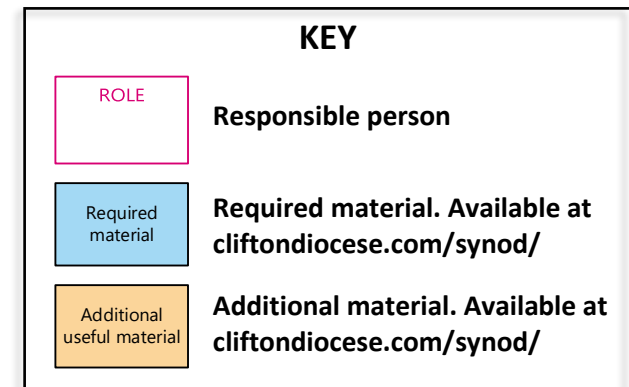 KEY
ROLE
Responsible person
Required
material
Required material. Available at
cliftondiocese.com/synod/
Additional
useful material
Additional material. Available at
cliftondiocese.com/synod/